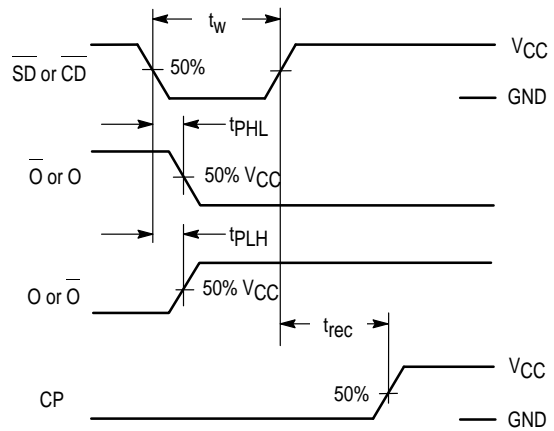 tw
VCC
SD or CD
50%
GND
tPHL
O or O
50% VCC
tPLH
O or O
50% VCC
trec
VCC
CP
50%
GND